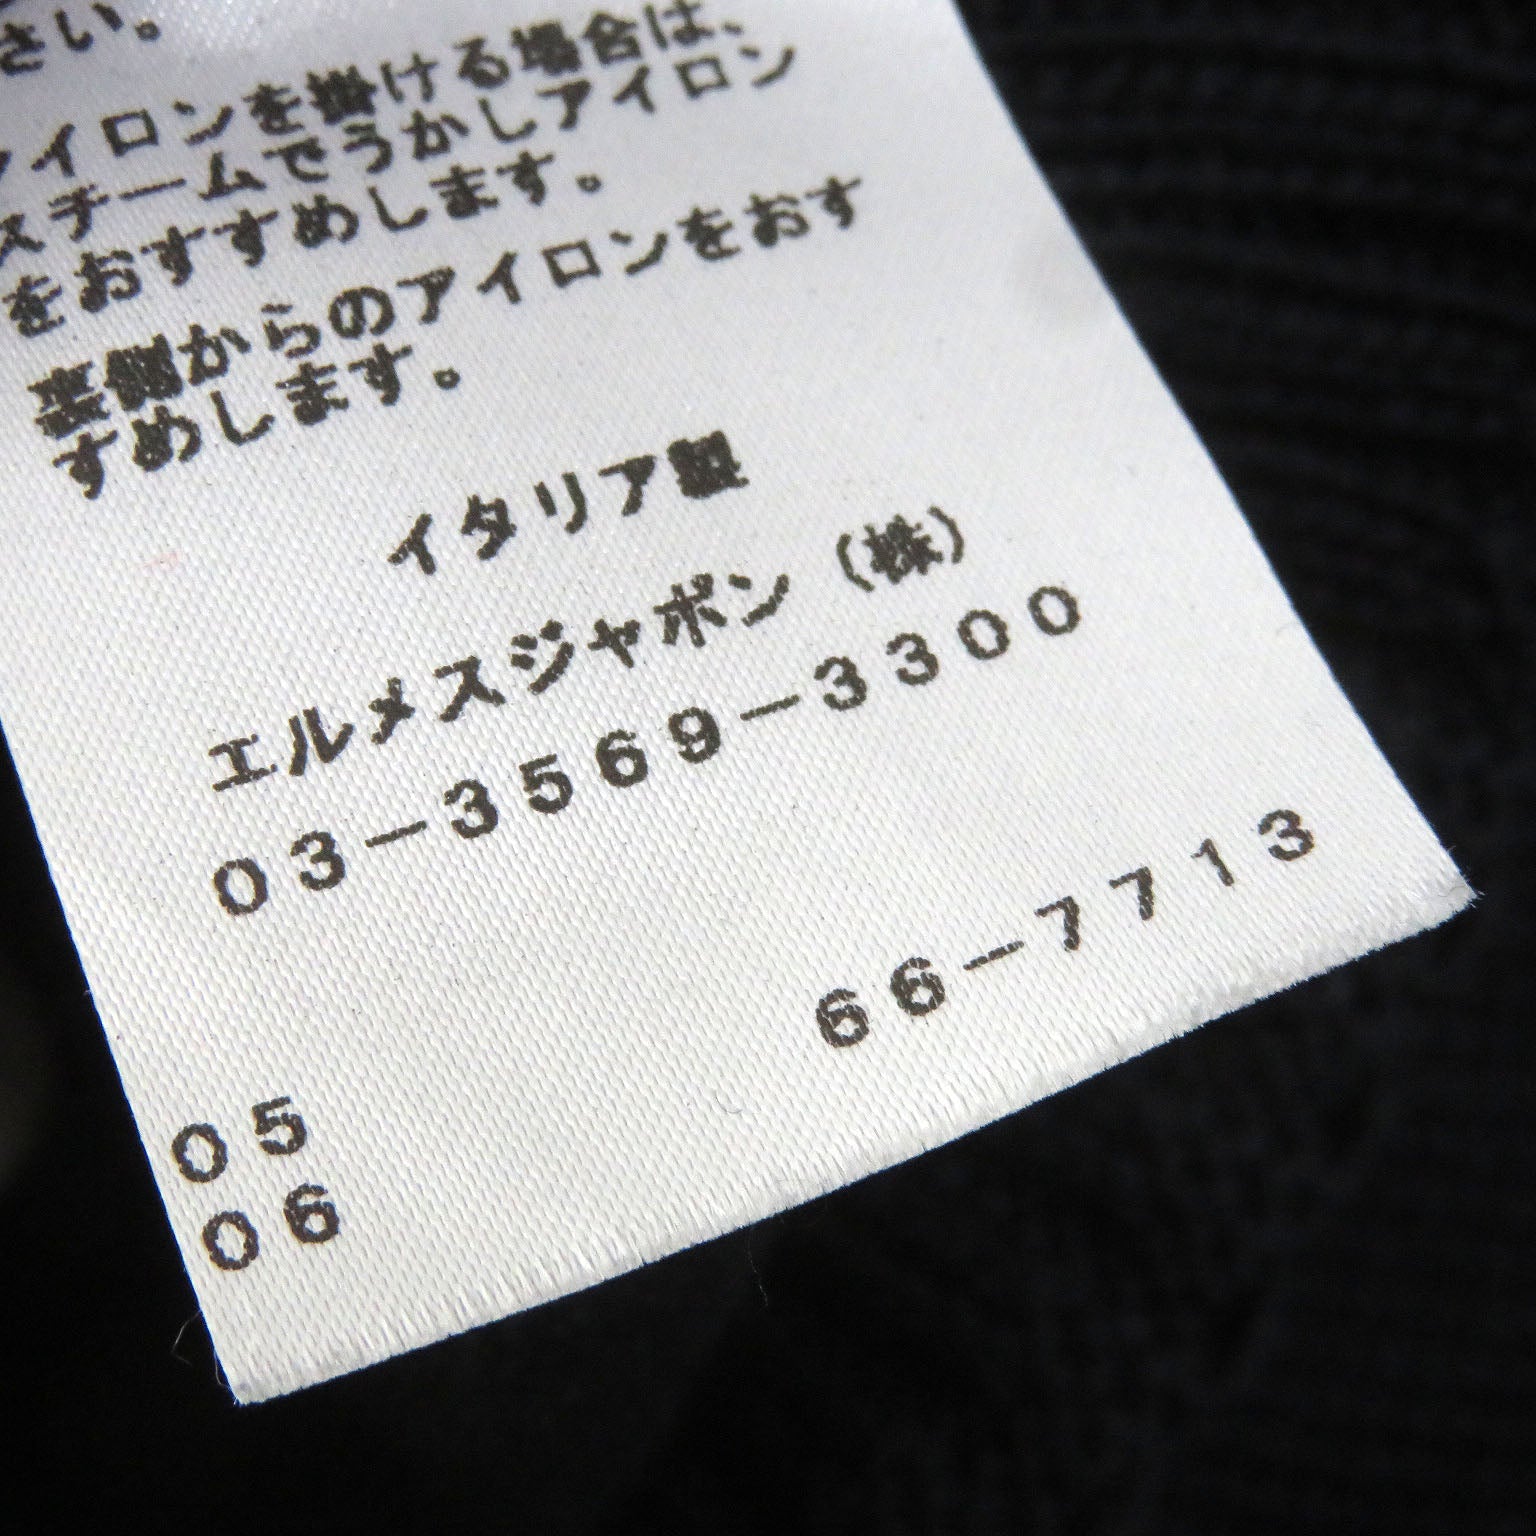 さい。
アイロンを掛ける場合は、
スチームでうかしアイロン
をおすすめします。
裏側からのアイロンをおす
すめします。
イタリア製
エルメスジャポン（株）
03-3569-3300
66-7713
05
06